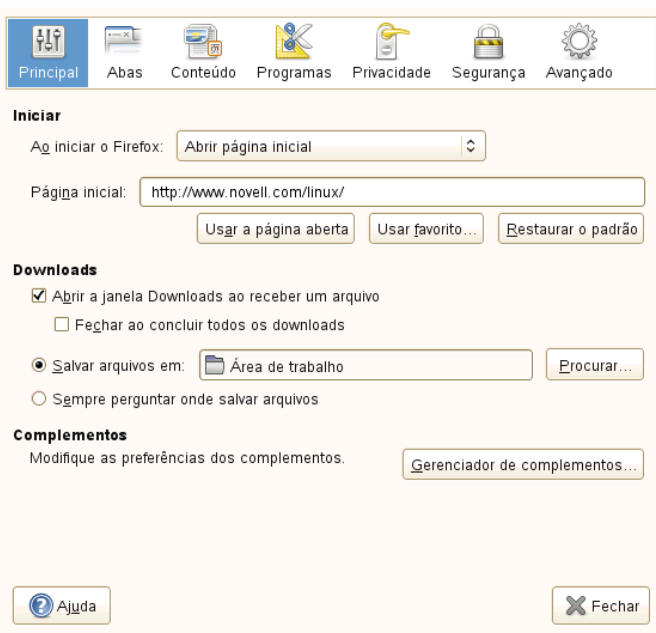 Principal Abas Conteúdo Programas Privacidade Segurança Avançado
Iniciar
Ao iniciar o Firefox: Abrir página inicial
Página inicial: http://www.novell.com/linux/
Usar a página aberta Usar favorito... Restaurar o padrão
Downloads
Abrir a janela Downloads ao receber um arquivo
Fechar ao concluir todos os downloads
Salvar arquivos em: Área de trabalho Procurar...
Sempre perguntar onde salvar arquivos
Complementos
Modifique as preferências dos complementos. Gerenciador de complementos...
Ajuda Fechar